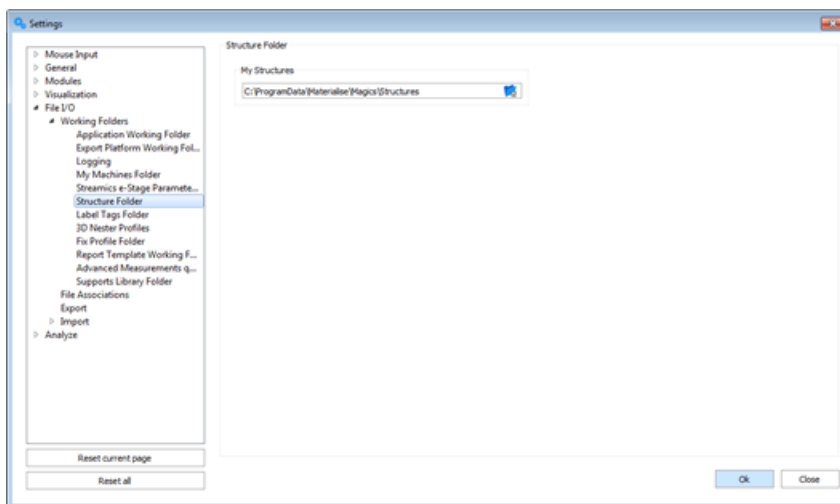 Settings
Mouse Input
General
Modules
Visualization
File I/O
Working Folders
Application Working Folder
Export Platform Working Fol...
Logging
My Machines Folder
Streamics e-Stage Paramete...
Structure Folder
Label Tags Folder
3D Nester Profiles
Fix Profile Folder
Report Template Working F...
Advanced Measurements q...
Supports Library Folder
File Associations
Export
Import
Analyze
Reset current page
Reset all
Structure Folder
My Structures
C:\ProgramData\Materialise\Magics\Structures
Ok
Close